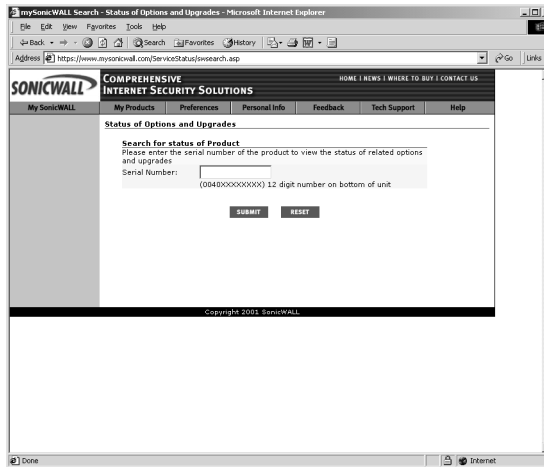 mySonicWALL Search - Status of Options and Upgrades - Microsoft Internet Explorer
File Edit View Favorites Tools Help
Back Search Favorites History
Address https://www.mysonicwall.com/ServiceStatus/swsearch.asp Go Links
SONICWALL
COMPREHENSIVE
INTERNET SECURITY SOLUTIONS
HOME | NEWS | WHERE TO BUY | CONTACT US
My SonicWALL My Products Preferences Personal Info Feedback Tech Support Help
Status of Options and Upgrades
Search for status of Product
Please enter the serial number of the product to view the status of related options
and upgrades
Serial Number:
(0040XXXXXXXX) 12 digit number on bottom of unit
SUBMIT RESET
Copyright 2001 SonicWALL
Done Internet